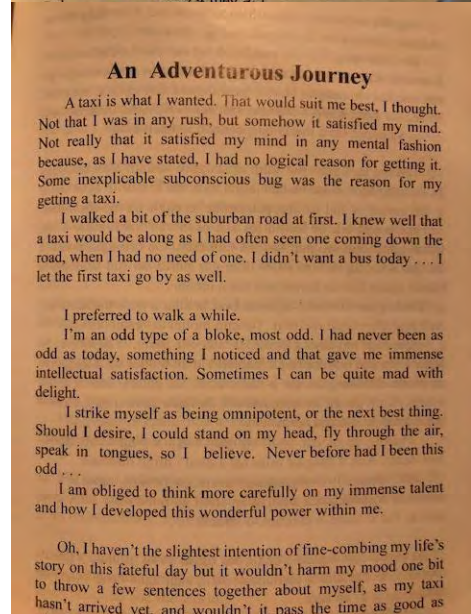 An Adventurous Journey
A taxi is what I wanted. That would suit me best, I thought.
Not that I was in any rush, but somehow it satisfied my mind.
Not really that it satisfied my mind in any mental fashion
because, as I have stated, I had no logical reason for getting it.
Some inexplicable subconscious bug was the reason for my
getting a taxi.
I walked a bit of the suburban road at first. I knew well that
a taxi would be along as I had often seen one coming down the
road, when I had no need of one. I didn't want a bus today . . . I
let the first taxi go by as well.
I preferred to walk a while.
I'm an odd type of a bloke, most odd. I had never been as
odd as today, something I noticed and that gave me immense
intellectual satisfaction. Sometimes I can be quite mad with
delight.
I strike myself as being omnipotent, or the next best thing.
Should I desire, I could stand on my head, fly through the air,
speak in tongues, so I believe. Never before had I been this
odd . . .
I am obliged to think more carefully on my immense talent
and how I developed this wonderful power within me.
Oh, I haven't the slightest intention of fine-combing my life's
story on this fateful day but it wouldn't harm my mood one bit
to throw a few sentences together about myself, as my taxi
hasn't arrived yet, and wouldn't it pass the time as good as